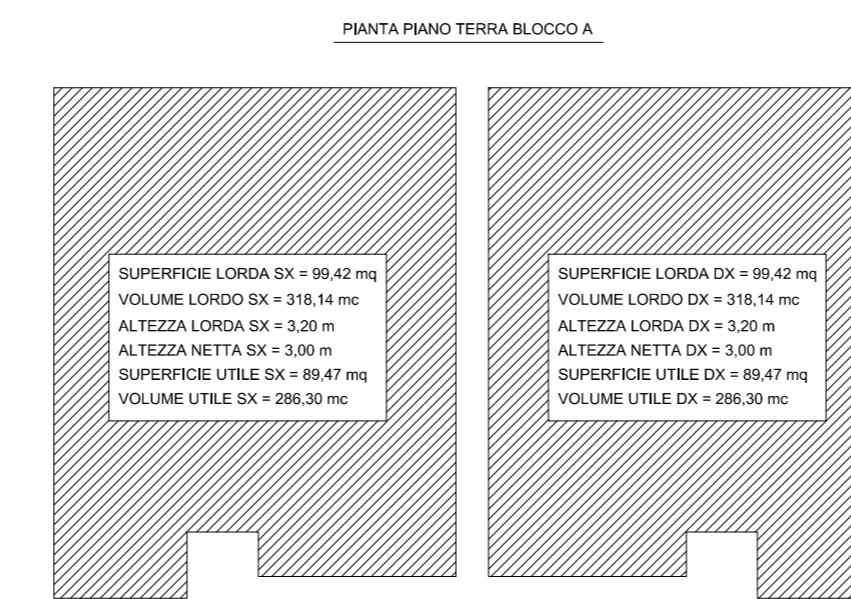 PIANTA PIANO TERRA BLOCCO A
SUPERFICIE LORDA SX = 99,42 mq
VOLUME LORDO SX = 318,14 mc
ALTEZZA LORDA SX = 3,20 m
ALTEZZA NETTA SX = 3,00 m
SUPERFICIE UTILE SX = 89,47 mq
VOLUME UTILE SX = 286,30 mc
SUPERFICIE LORDA DX = 99,42 mq
VOLUME LORDO DX = 318,14 mc
ALTEZZA LORDA DX = 3,20 m
ALTEZZA NETTA DX = 3,00 m
SUPERFICIE UTILE DX = 89,47 mq
VOLUME UTILE DX = 286,30 mc